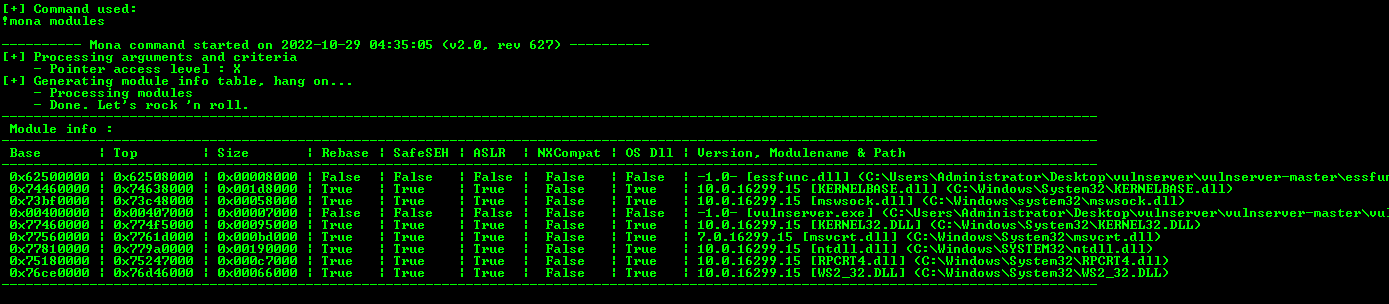 [+] Command used:
!mona modules
---------- Mona command started on 2022-10-29 04:35:05 (v2.0, rev 627) ----------
[+] Processing arguments and criteria
    - Pointer access level : X
[+] Generating module info table, hang on...
    - Processing modules
    - Done. Let's rock 'n roll.
-----------------------------------------------------------------------------------------------------------------------------------------
 Module info :
-----------------------------------------------------------------------------------------------------------------------------------------
 Base       | Top        | Size       | Rebase | SafeSEH | ASLR  | NXCompat | OS Dll | Version, Modulename & Path
-----------------------------------------------------------------------------------------------------------------------------------------
 0x62500000 | 0x62508000 | 0x00008000 | False  | False   | False |  False   | False  | -1.0- [essfunc.dll] (C:\Users\Administrator\Desktop\vulnserver\vulnserver-master\essfu
 0x74460000 | 0x74638000 | 0x001d8000 | True   | True    | True  |  False   | True   | 10.0.16299.15 [KERNELBASE.dll] (C:\Windows\System32\KERNELBASE.dll)
 0x73bf0000 | 0x73c48000 | 0x00058000 | True   | True    | True  |  False   | True   | 10.0.16299.15 [mswsock.dll] (C:\Windows\system32\mswsock.dll)
 0x00400000 | 0x00407000 | 0x00007000 | False  | False   | False |  False   | False  | -1.0- [vulnserver.exe] (C:\Users\Administrator\Desktop\vulnserver\vulnserver-master\vul
 0x77460000 | 0x774f5000 | 0x00095000 | True   | True    | True  |  False   | True   | 10.0.16299.15 [KERNEL32.DLL] (C:\Windows\System32\KERNEL32.DLL)
 0x77560000 | 0x7761d000 | 0x000bd000 | True   | True    | True  |  False   | True   | 7.0.16299.15 [msvcrt.dll] (C:\Windows\System32\msvcrt.dll)
 0x77810000 | 0x779a0000 | 0x00190000 | True   | True    | True  |  False   | True   | 10.0.16299.15 [ntdll.dll] (C:\Windows\SYSTEM32\ntdll.dll)
 0x75180000 | 0x75247000 | 0x000c7000 | True   | True    | True  |  False   | True   | 10.0.16299.15 [RPCRT4.dll] (C:\Windows\System32\RPCRT4.dll)
 0x76ce0000 | 0x76d46000 | 0x00066000 | True   | True    | True  |  False   | True   | 10.0.16299.15 [WS2_32.DLL] (C:\Windows\System32\WS2_32.DLL)
-----------------------------------------------------------------------------------------------------------------------------------------